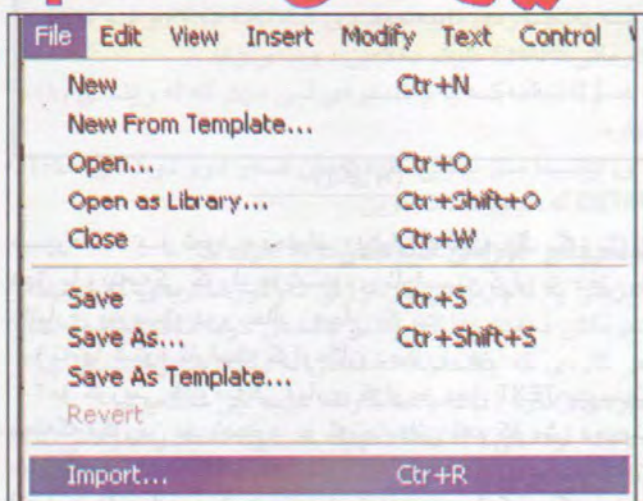 File Edit View Insert Modify Text Control
New Ctr+N
New From Template...
Open... Ctr+O
Open as Library... Ctr+Shift+O
Close Ctr+W
Save Ctr+S
Save As... Ctr+Shift+S
Save As Template...
Revert
Import... Ctr+R